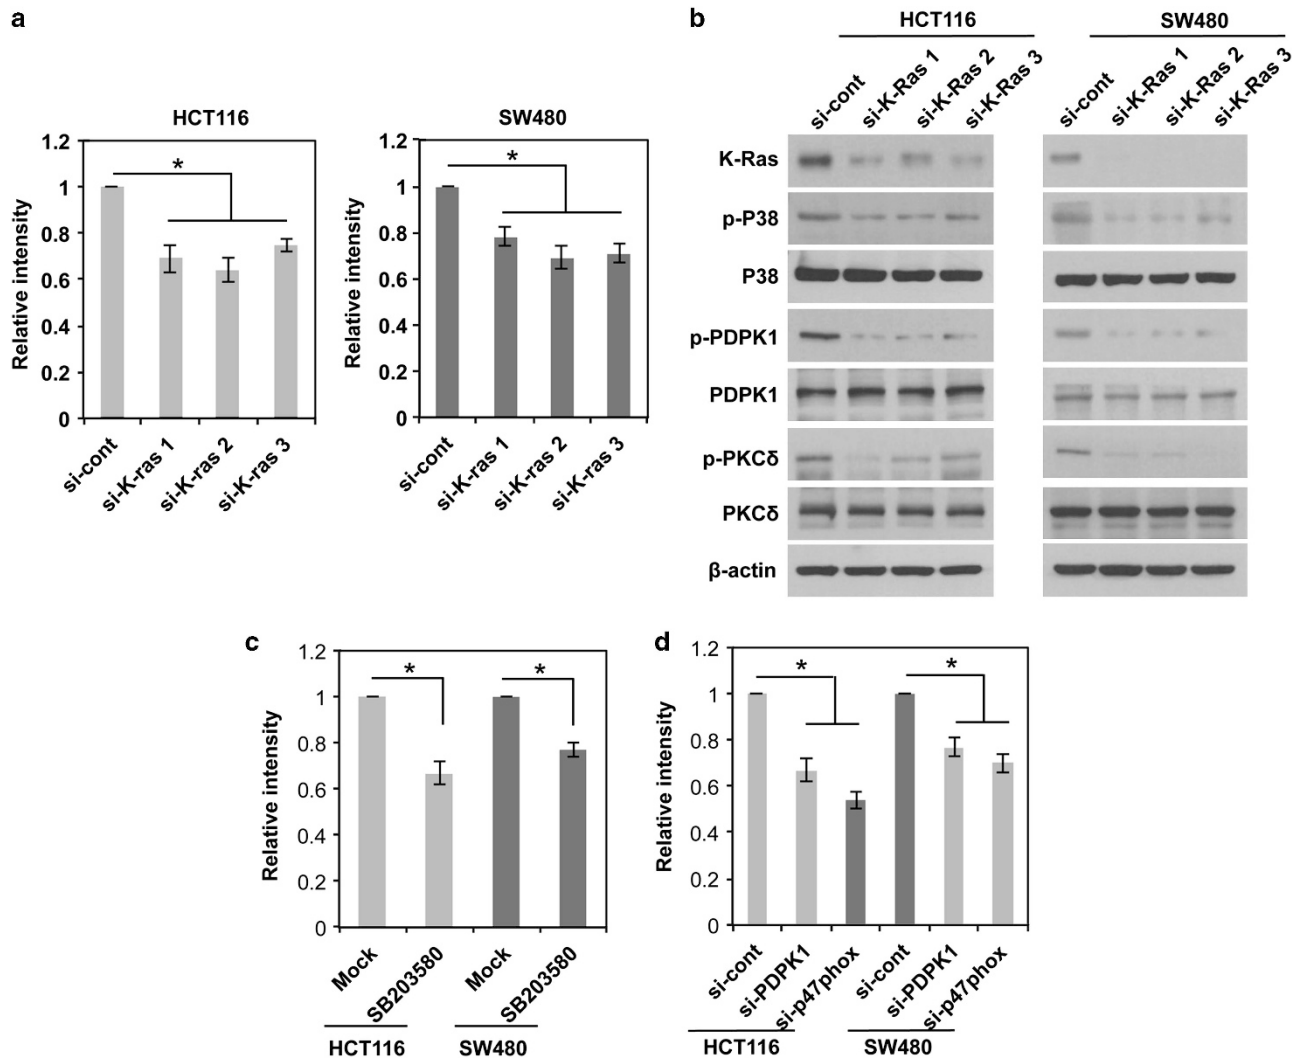 a
HCT116
Relative intensity
1.2
1
0.8
0.6
0.4
0.2
0
si-cont
si-K-ras 1
si-K-ras 2
si-K-ras 3
*
SW480
Relative intensity
1.2
1
0.8
0.6
0.4
0.2
0
si-cont
si-K-ras 1
si-K-ras 2
si-K-ras 3
*
b
HCT116
SW480
si-cont
si-K-Ras 1
si-K-Ras 2
si-K-Ras 3
si-cont
si-K-Ras 1
si-K-Ras 2
si-K-Ras 3
K-Ras
p-P38
P38
p-PDPK1
PDPK1
p-PKCδ
PKCδ
β-actin
c
Relative intensity
1.2
1
0.8
0.6
0.4
0.2
0
*
*
Mock
SB203580
Mock
SB203580
HCT116
SW480
d
Relative intensity
1.2
1
0.8
0.6
0.4
0.2
0
*
*
si-cont
si-PDPK1
si-p47phox
si-cont
si-PDPK1
si-p47phox
HCT116
SW480